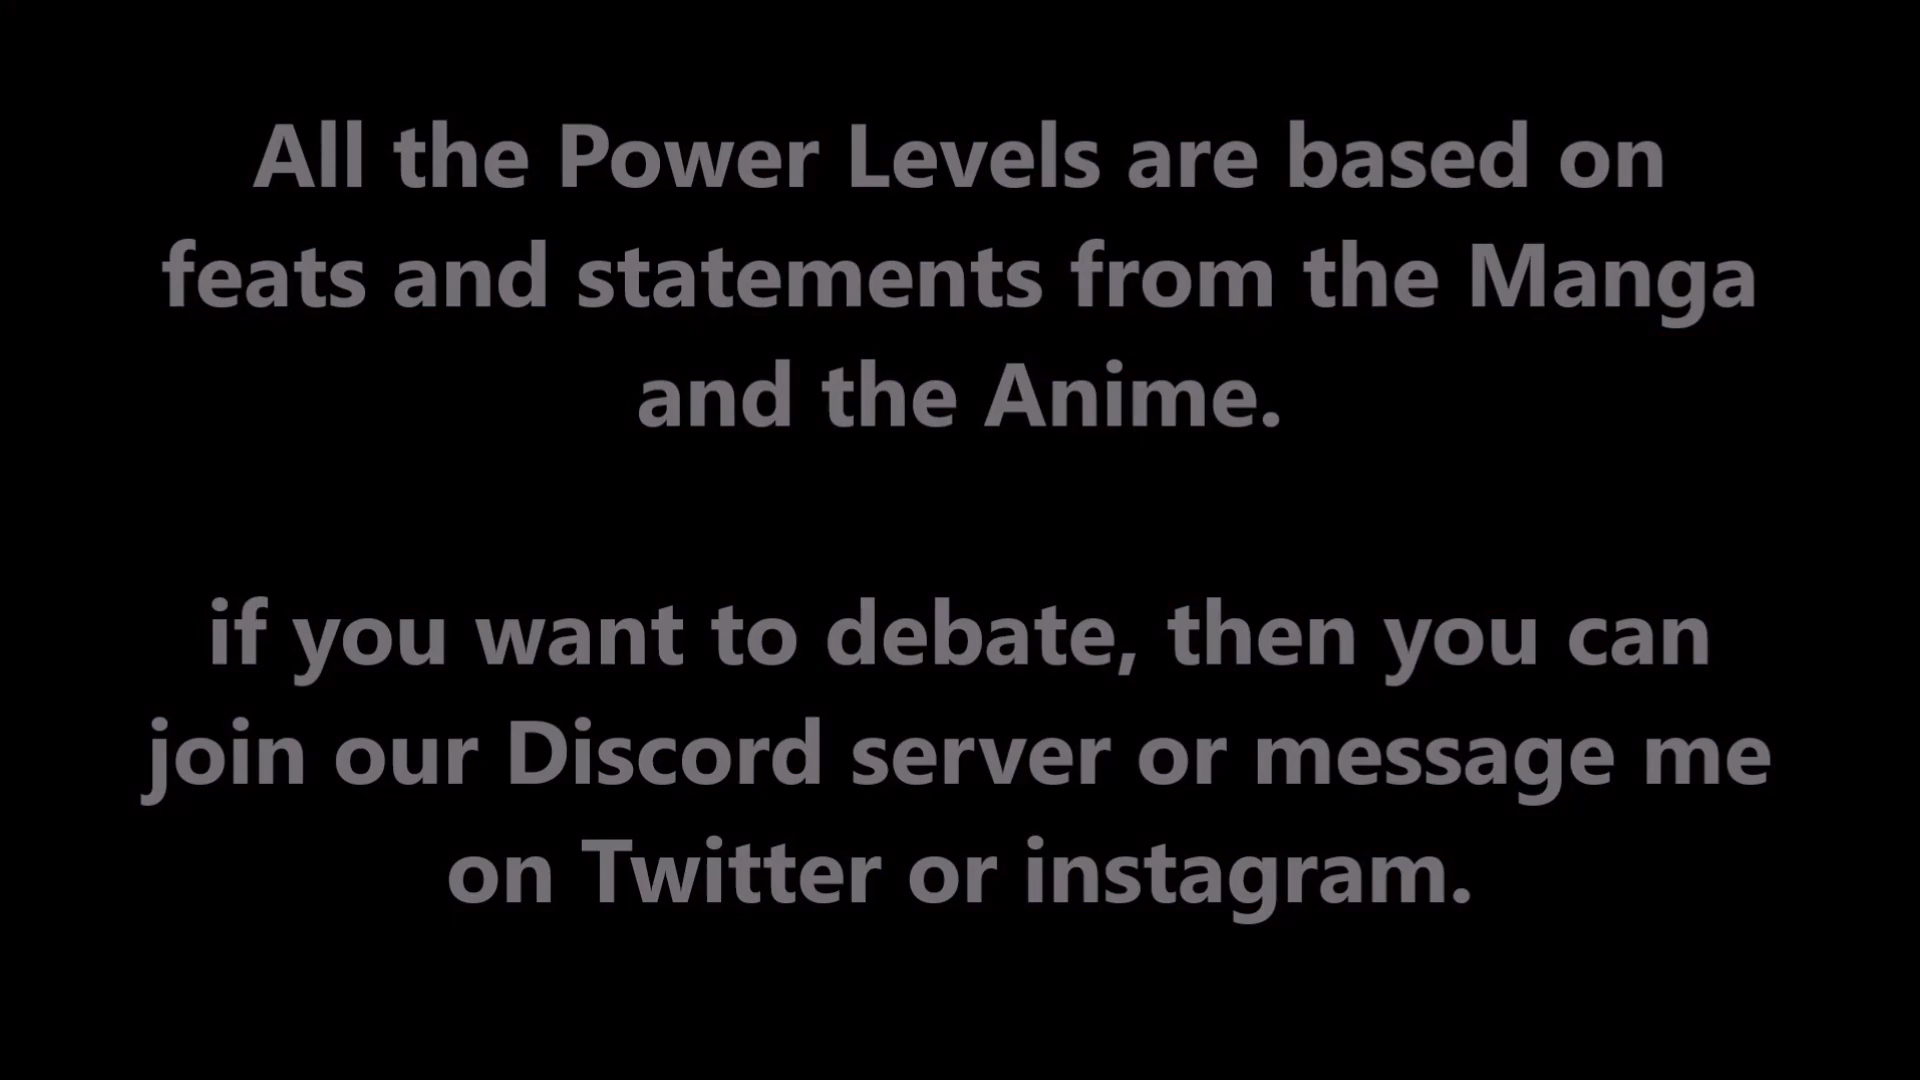 All the Power Levels are based on
feats and statements from the Manga
and the Anime.
if you want to debate, then you can
join our Discord server or message me
on Twitter or instagram.